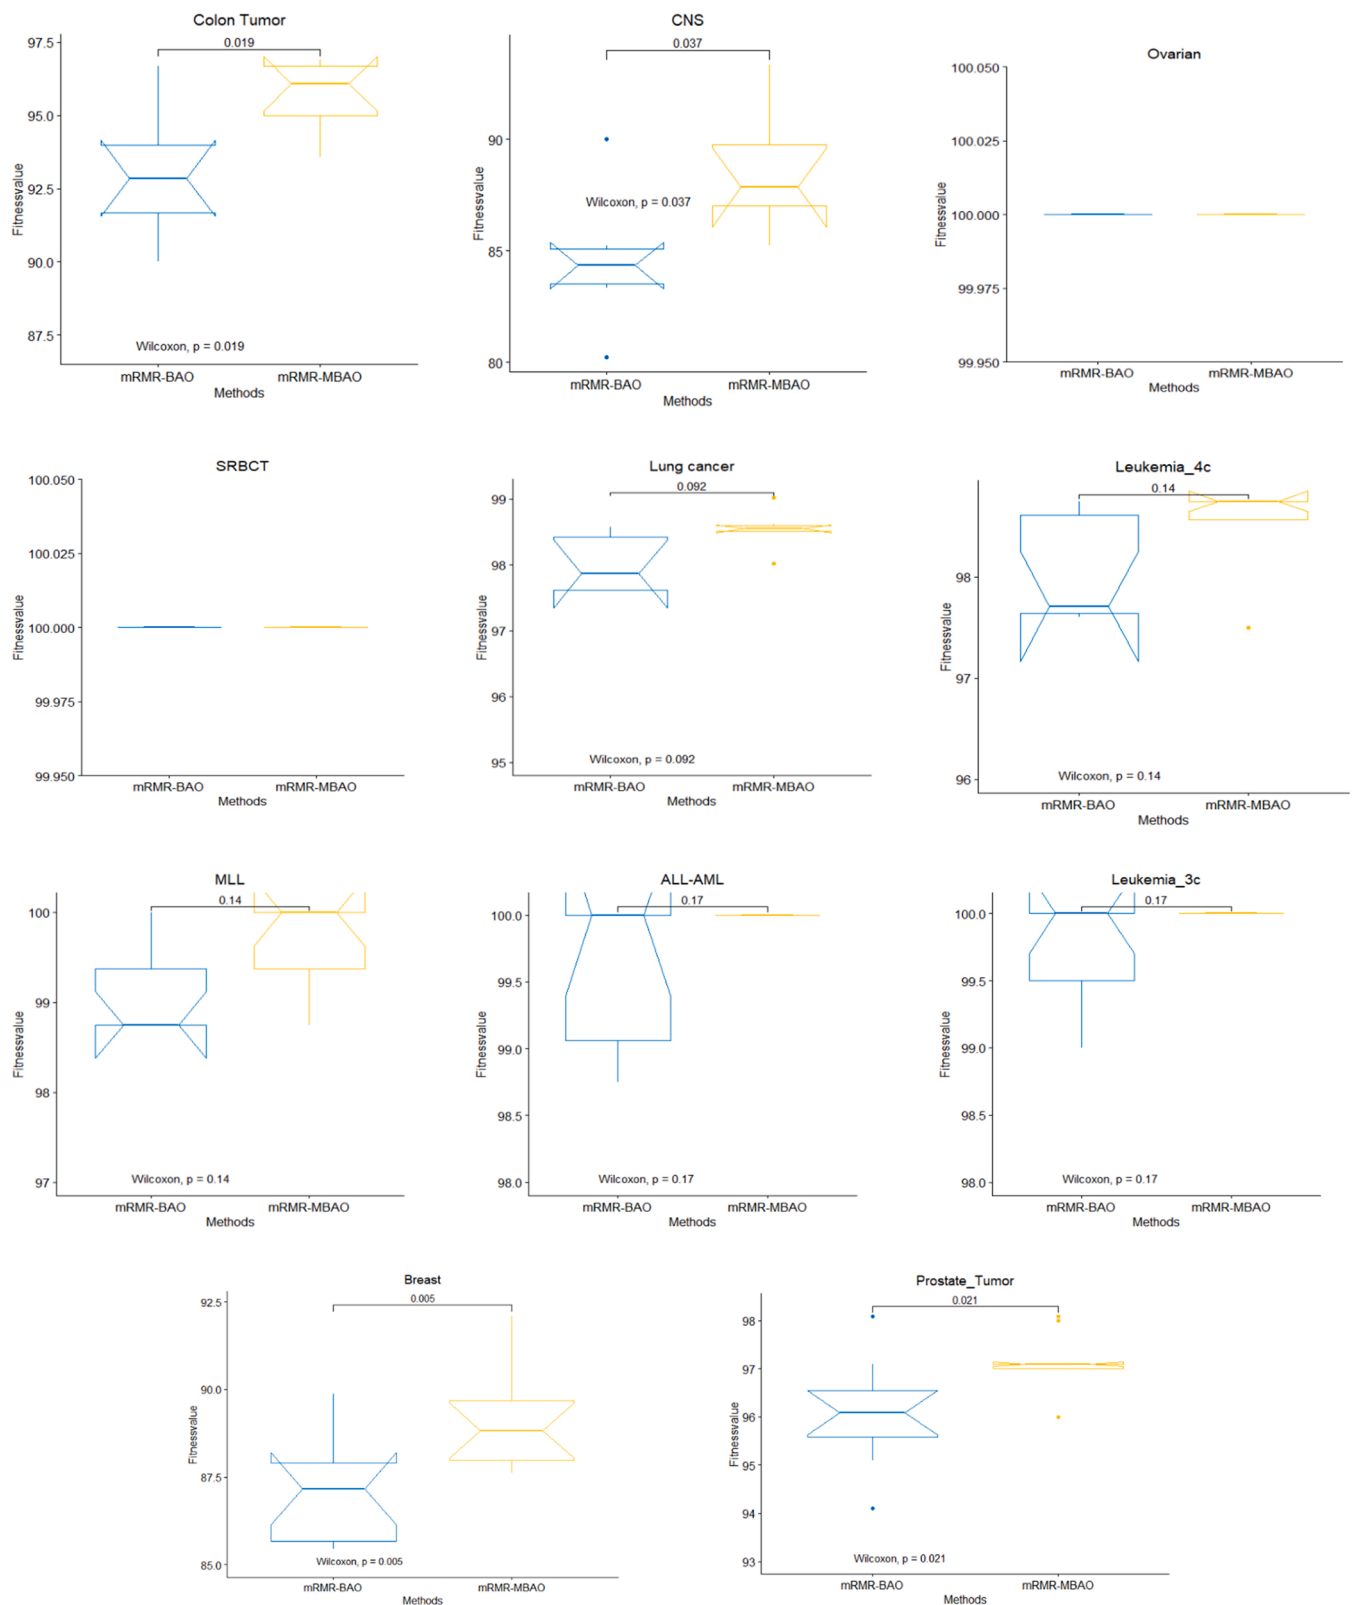 Colon Tumor
97.5
95.0
92.5
90.0
87.5
Fitnessvalue
0.019
Wilcoxon, p = 0.019
mRMR-BAO
mRMR-MBAO
Methods
CNS
90
85
80
Fitnessvalue
0.037
Wilcoxon, p = 0.037
mRMR-BAO
mRMR-MBAO
Methods
Ovarian
100.050
100.025
100.000
99.975
99.950
Fitnessvalue
mRMR-BAO
mRMR-MBAO
Methods
SRBCT
100.050
100.025
100.000
99.975
99.950
Fitnessvalue
mRMR-BAO
mRMR-MBAO
Methods
Lung cancer
99
98
97
96
95
Fitnessvalue
0.092
Wilcoxon, p = 0.092
mRMR-BAO
mRMR-MBAO
Methods
Leukemia_4c
98
97
96
Fitnessvalue
0.14
Wilcoxon, p = 0.14
mRMR-BAO
mRMR-MBAO
Methods
MLL
100
99
98
97
Fitnessvalue
0.14
Wilcoxon, p = 0.14
mRMR-BAO
mRMR-MBAO
Methods
ALL-AML
100.0
99.5
99.0
98.5
98.0
Fitnessvalue
0.17
Wilcoxon, p = 0.17
mRMR-BAO
mRMR-MBAO
Methods
Leukemia_3c
100.0
99.5
99.0
98.5
98.0
Fitnessvalue
0.17
Wilcoxon, p = 0.17
mRMR-BAO
mRMR-MBAO
Methods
Breast
92.5
90.0
87.5
85.0
Fitnessvalue
0.005
Wilcoxon, p = 0.005
mRMR-BAO
mRMR-MBAO
Methods
Prostate_Tumor
98
97
96
95
94
93
Fitnessvalue
0.021
Wilcoxon, p = 0.021
mRMR-BAO
mRMR-MBAO
Methods